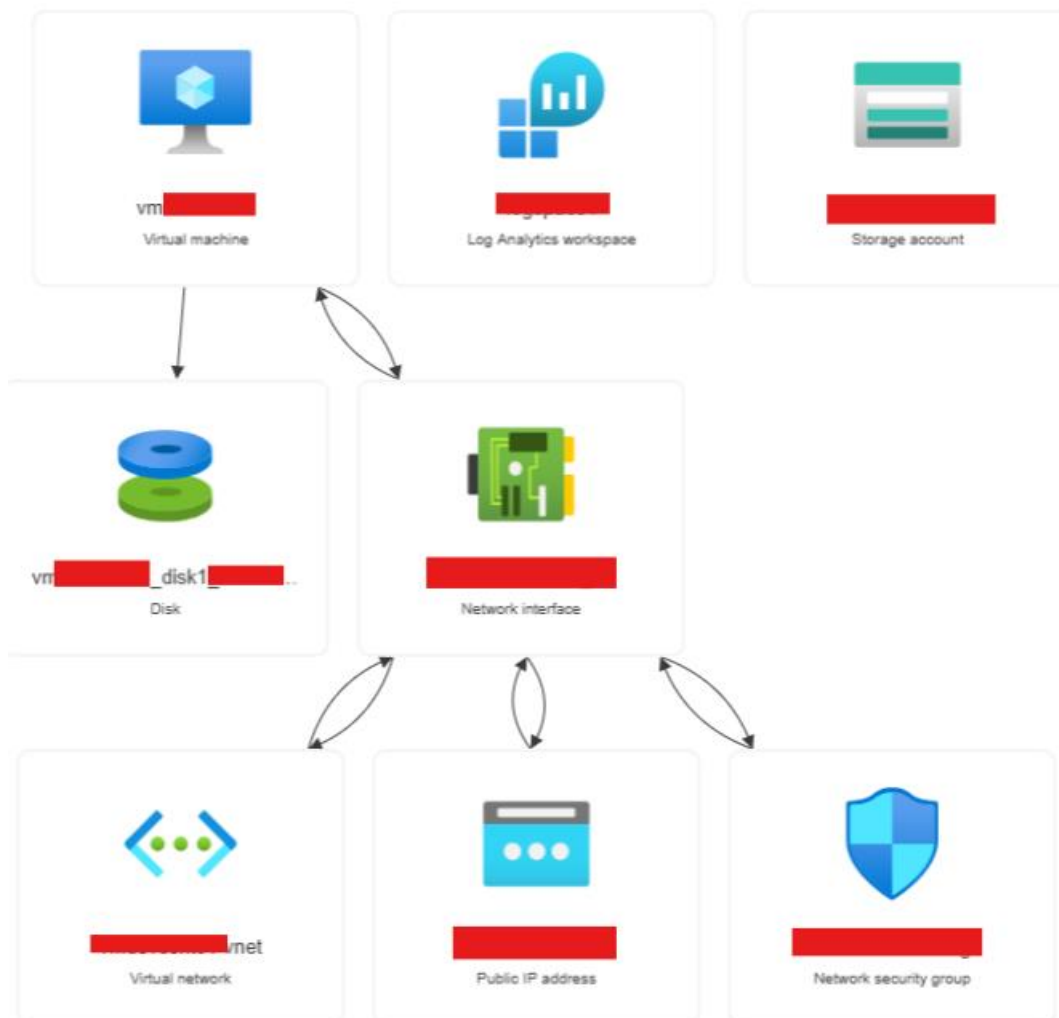 vm
Virtual machine
Log Analytics workspace
Storage account
vm _disk1_ ...
Disk
Network interface
vnet
Virtual network
Public IP address
Network security group